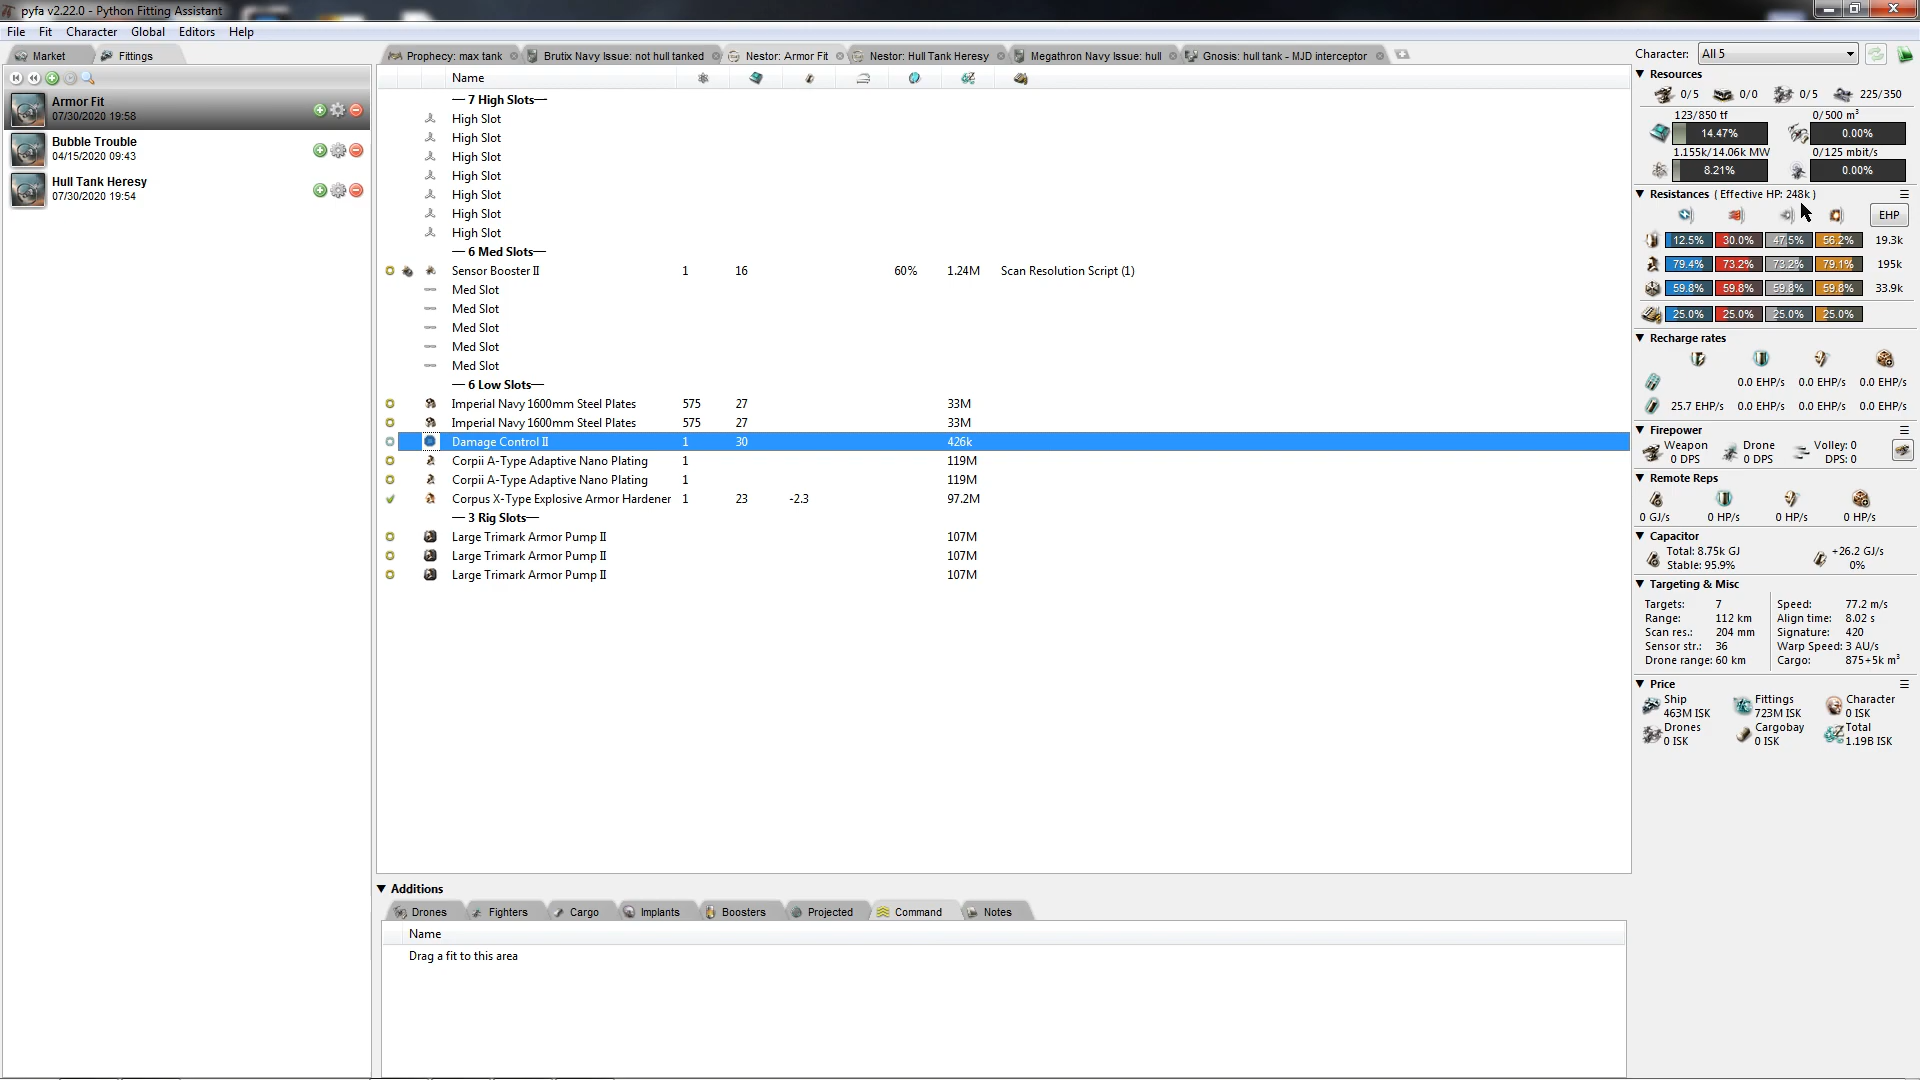 pyfa v2.22.0 - Python Fitting Assistant
File Fit Character Global Editors Help
Market Fittings
Prophecy: max tank Brutix Navy Issue: not hull tanked Nestor: Armor Fit Nestor: Hull Tank Heresy Megathron Navy Issue: hull Gnosis: hull tank - MJD interceptor
Character: All 5
Armor Fit
07/30/2020 19:58
Bubble Trouble
04/15/2020 09:43
Hull Tank Heresy
07/30/2020 19:54
Name
— 7 High Slots—
High Slot
High Slot
High Slot
High Slot
High Slot
High Slot
High Slot
— 6 Med Slots—
Sensor Booster II 1 16 60% 1.24M Scan Resolution Script (1)
Med Slot
Med Slot
Med Slot
Med Slot
Med Slot
— 6 Low Slots—
Imperial Navy 1600mm Steel Plates 575 27 33M
Imperial Navy 1600mm Steel Plates 575 27 33M
Damage Control II 1 30 426k
Corpii A-Type Adaptive Nano Plating 1 119M
Corpii A-Type Adaptive Nano Plating 1 119M
Corpus X-Type Explosive Armor Hardener 1 23 -2.3 97.2M
— 3 Rig Slots—
Large Trimark Armor Pump II 107M
Large Trimark Armor Pump II 107M
Large Trimark Armor Pump II 107M
Additions
Drones Fighters Cargo Implants Boosters Projected Command Notes
Name
Drag a fit to this area
Resources
0/5 0/0 0/5 225/350
123/850 tf 0/500 m³
14.47% 0.00%
1.155k/14.06k MW 0/125 mbit/s
8.21% 0.00%
Resistances ( Effective HP: 248k )
EHP
12.5% 30.0% 47.5% 56.2% 19.3k
79.4% 73.2% 73.2% 79.1% 195k
59.8% 59.8% 59.8% 59.8% 33.9k
25.0% 25.0% 25.0% 25.0%
Recharge rates
0.0 EHP/s 0.0 EHP/s 0.0 EHP/s
25.7 EHP/s 0.0 EHP/s 0.0 EHP/s 0.0 EHP/s
Firepower
Weapon Drone Volley: 0
0 DPS 0 DPS DPS: 0
Remote Reps
0 GJ/s 0 HP/s 0 HP/s 0 HP/s
Capacitor
Total: 8.75k GJ +26.2 GJ/s
Stable: 95.9% 0%
Targeting & Misc
Targets: 7 Speed: 77.2 m/s
Range: 112 km Align time: 8.02 s
Scan res.: 204 mm Signature: 420
Sensor str.: 36 Warp Speed: 3 AU/s
Drone range: 60 km Cargo: 875+5k m³
Price
Ship Fittings Character
463M ISK 723M ISK 0 ISK
Drones Cargobay Total
0 ISK 0 ISK 1.19B ISK